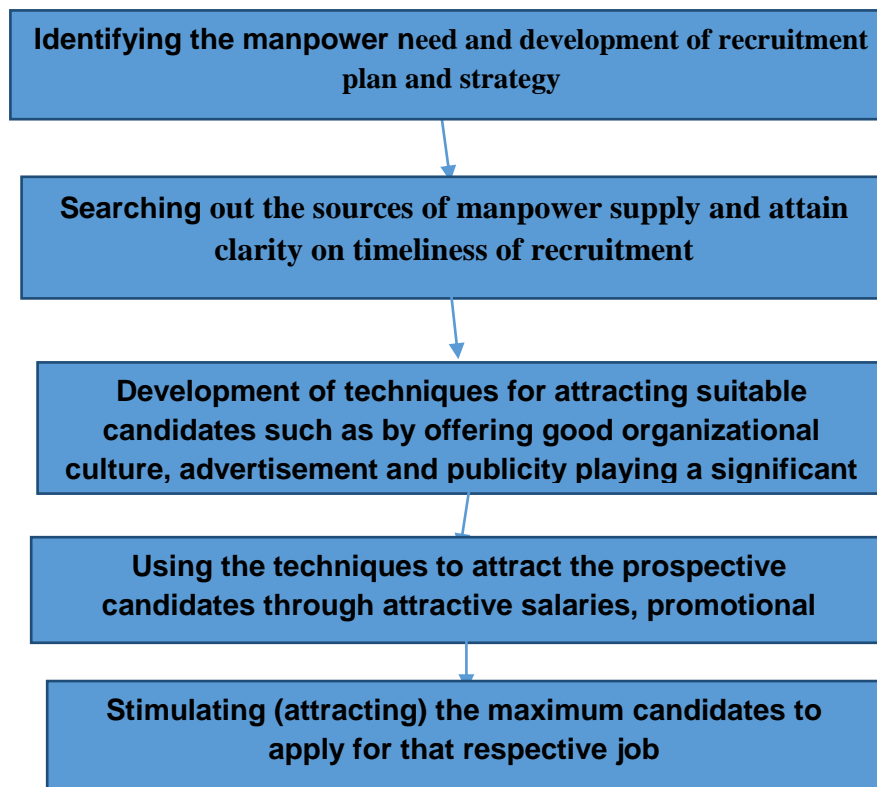 Identifying the manpower need and development of recruitment
plan and strategy
Searching out the sources of manpower supply and attain
clarity on timeliness of recruitment
Development of techniques for attracting suitable
candidates such as by offering good organizational
culture, advertisement and publicity playing a significant
Using the techniques to attract the prospective
candidates through attractive salaries, promotional
Stimulating (attracting) the maximum candidates to
apply for that respective job